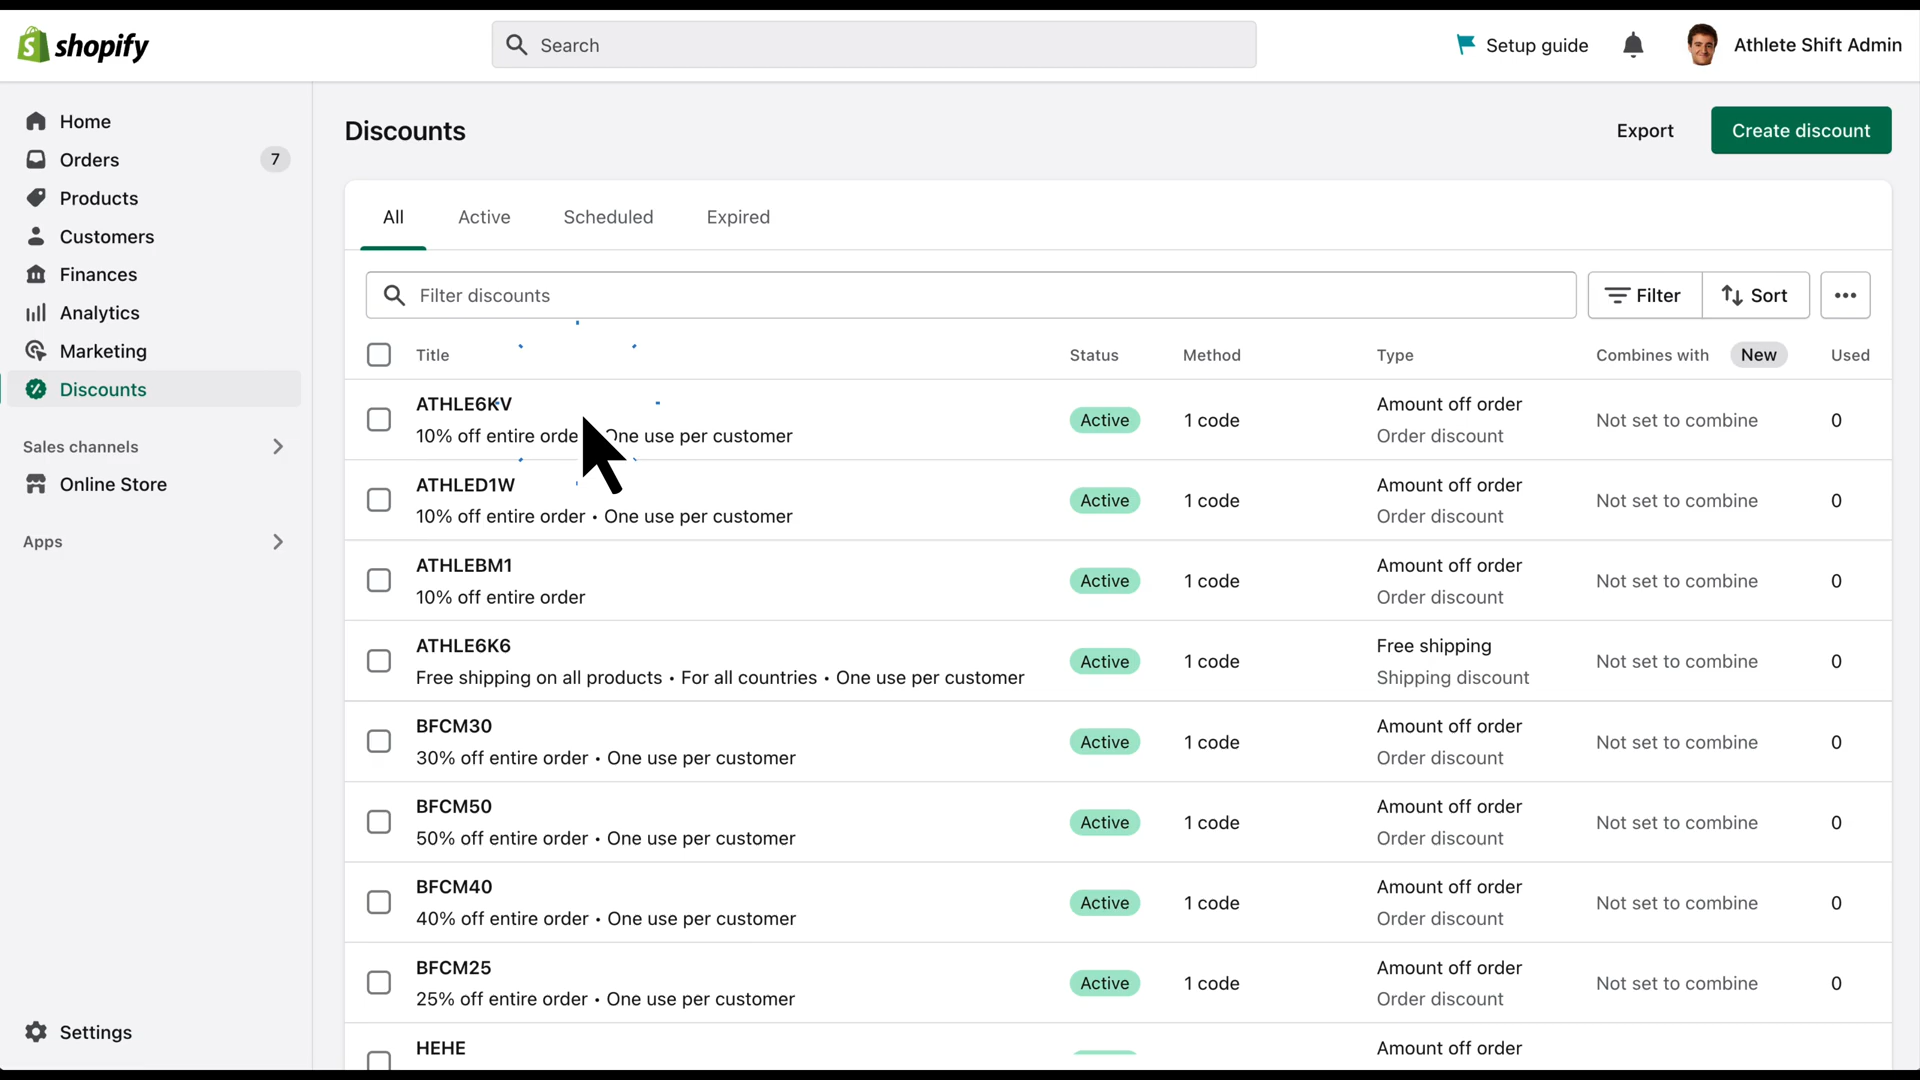 shopify
Search
Setup guide
Athlete Shift Admin
Home
Orders 7
Products
Customers
Finances
Analytics
Marketing
Discounts
Sales channels
Online Store
Apps
Settings
Discounts
Export
Create discount
All Active Scheduled Expired
Filter discounts
Filter
Sort
Title Status Method Type Combines with New Used
ATHLE6KV
10% off entire orde One use per customer
Active 1 code
Amount off order
Order discount
Not set to combine 0
ATHLED1W
10% off entire order • One use per customer
Active 1 code
Amount off order
Order discount
Not set to combine 0
ATHLEBM1
10% off entire order
Active 1 code
Amount off order
Order discount
Not set to combine 0
ATHLE6K6
Free shipping on all products • For all countries • One use per customer
Active 1 code
Free shipping
Shipping discount
Not set to combine 0
BFCM30
30% off entire order • One use per customer
Active 1 code
Amount off order
Order discount
Not set to combine 0
BFCM50
50% off entire order • One use per customer
Active 1 code
Amount off order
Order discount
Not set to combine 0
BFCM40
40% off entire order • One use per customer
Active 1 code
Amount off order
Order discount
Not set to combine 0
BFCM25
25% off entire order • One use per customer
Active 1 code
Amount off order
Order discount
Not set to combine 0
HEHE
Amount off order